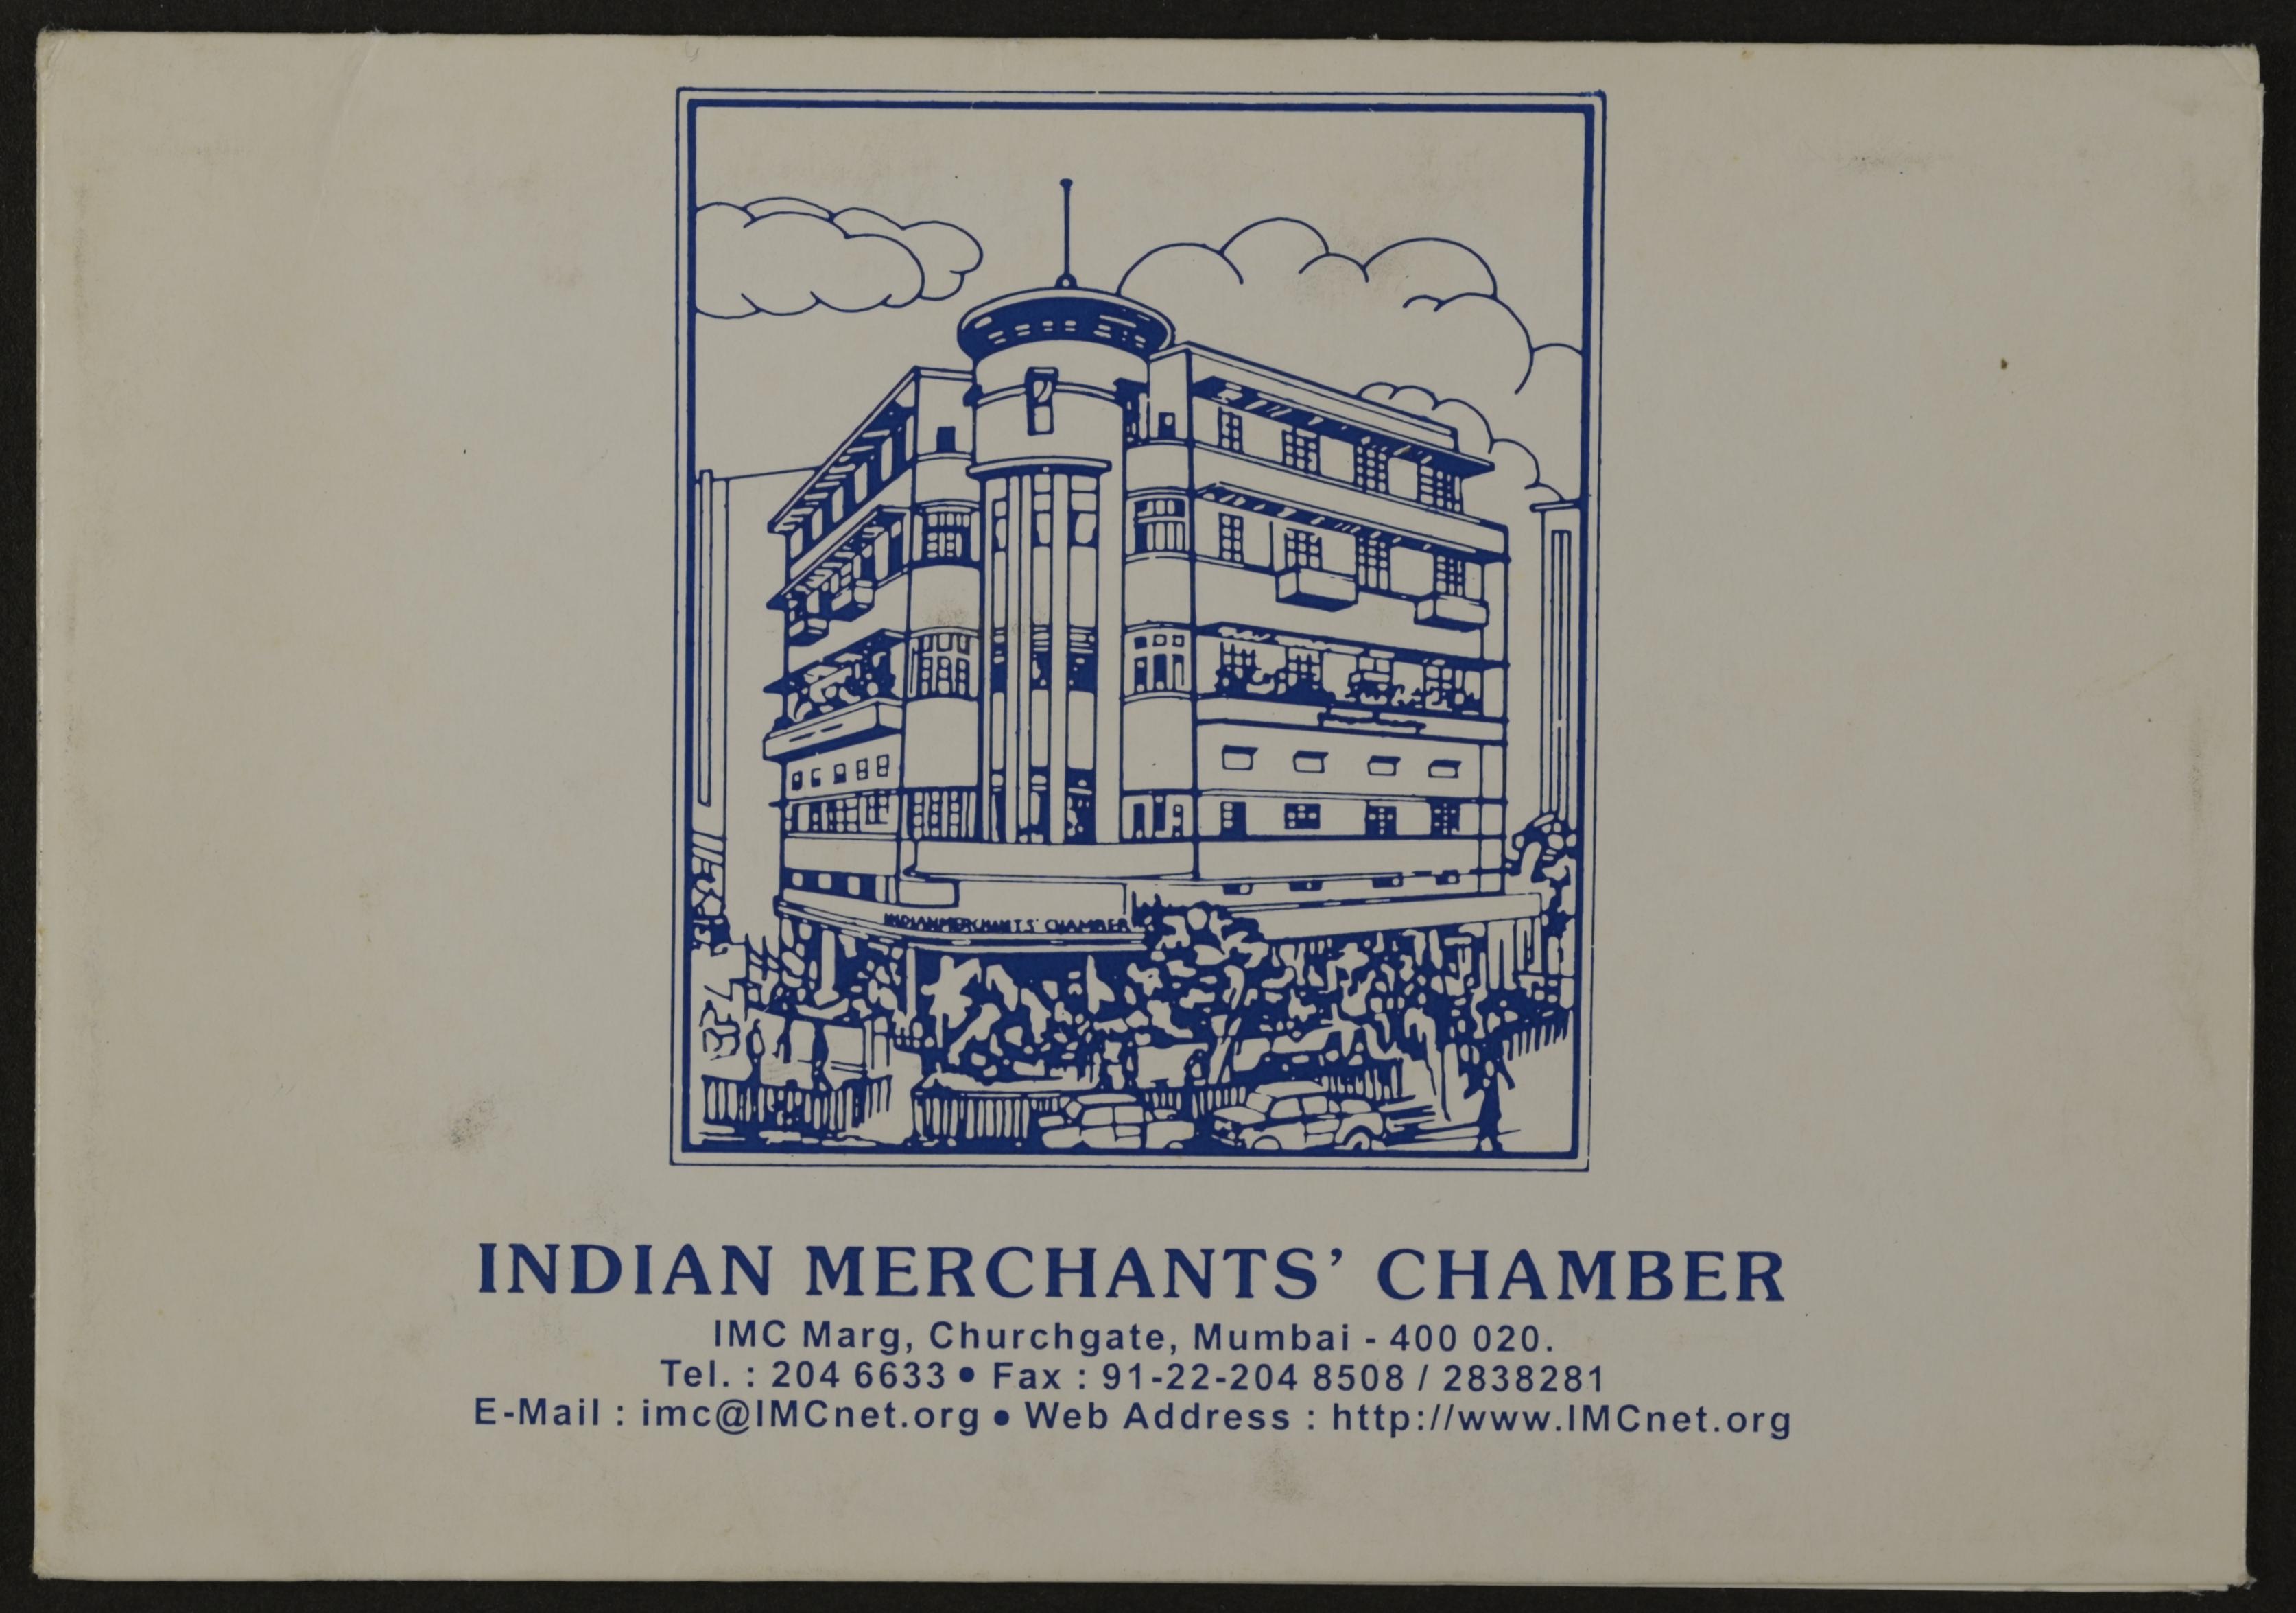 INDIAN MERCHANTS' CHAMBER
INDIAN MERCHANTS’ CHAMBER
IMC Marg, Churchgate, Mumbai - 400 020.
Tel. : 204 6633 • Fax : 91-22-204 8508 / 2838281
E-Mail : imc@IMCnet.org • Web Address : http://www.IMCnet.org